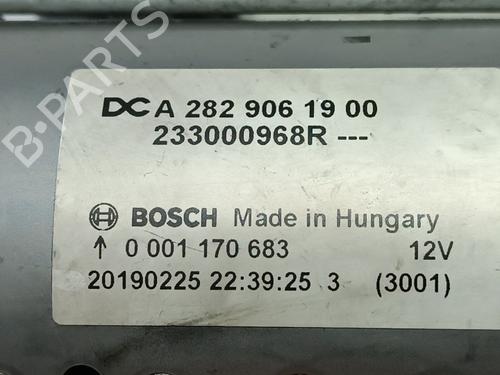 DC A 282 906 19 00
233000968R ---
BOSCH Made in Hungary
↑ 0 001 170 683 12V
20190225 22:39:25 3 (3001)
B-PARTS